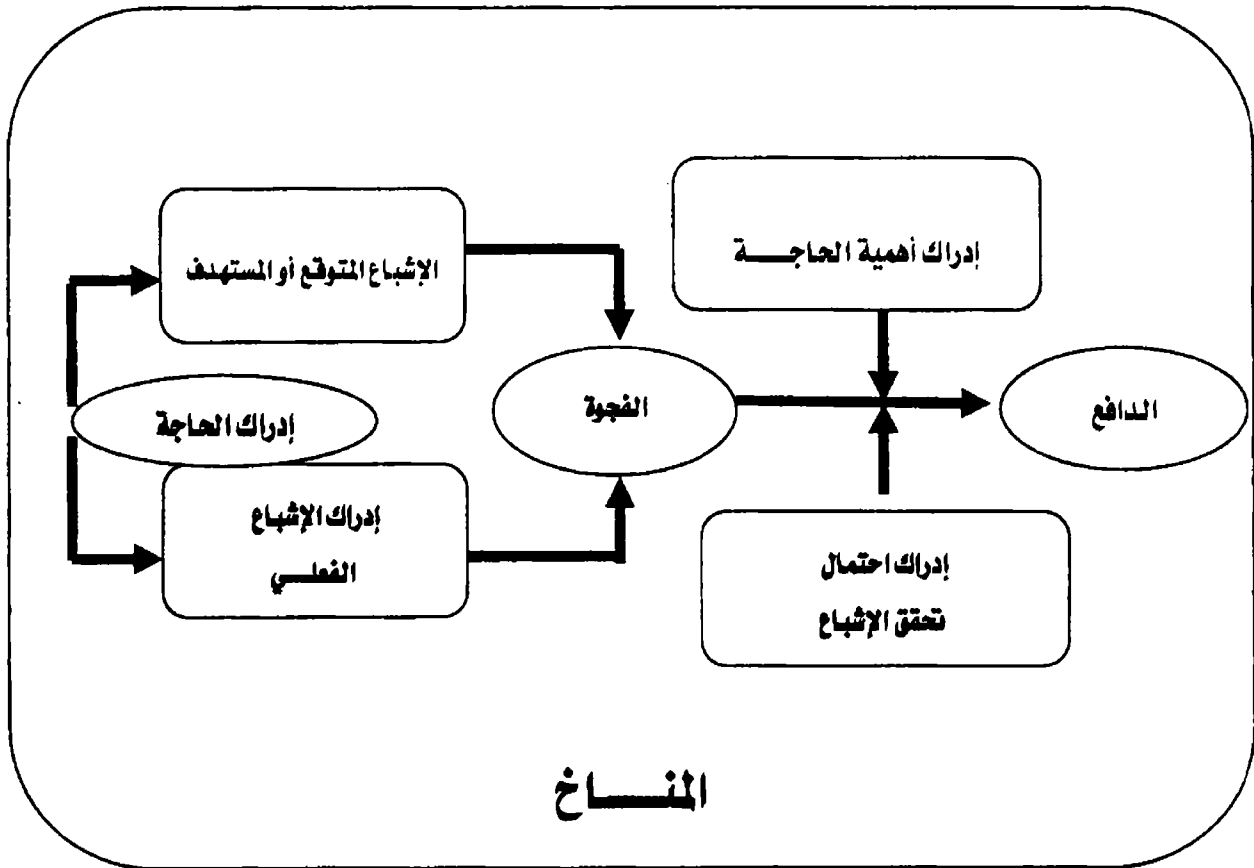 إدراك أهمية الحاجة
الإشباع المتوقع أو المستهدف
الدافع
الفجوة
إدراك الحاجة
إدراك الإشباع
الفعلي
إدراك احتمال
تحقق الإشباع
المناخ